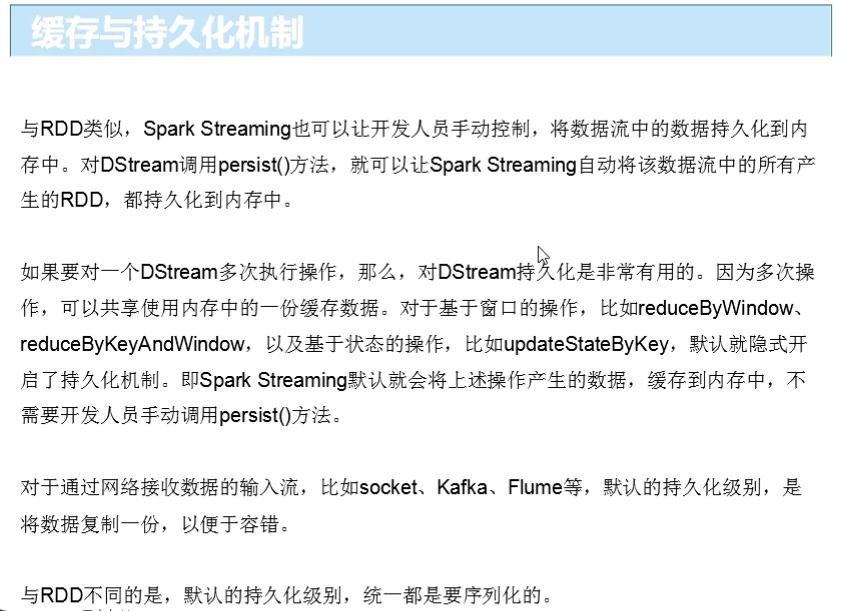 缓存与持久化机制
与RDD类似，Spark Streaming也可以让开发人员手动控制，将数据流中的数据持久化到内
存中。对DStream调用persist()方法，就可以让Spark Streaming自动将该数据流中的所有产
生的RDD，都持久化到内存中。
如果要对一个DStream多次执行操作，那么，对DStream持久化是非常有用的。因为多次操
作，可以共享使用内存中的一份缓存数据。对于基于窗口的操作，比如reduceByWindow、
reduceByKeyAndWindow，以及基于状态的操作，比如updateStateByKey，默认就隐式开
启了持久化机制。即Spark Streaming默认就会将上述操作产生的数据，缓存到内存中，不
需要开发人员手动调用persist()方法。
对于通过网络接收数据的输入流，比如socket、Kafka、Flume等，默认的持久化级别，是
将数据复制一份，以便于容错。
与RDD不同的是，默认的持久化级别，统一都是要序列化的。